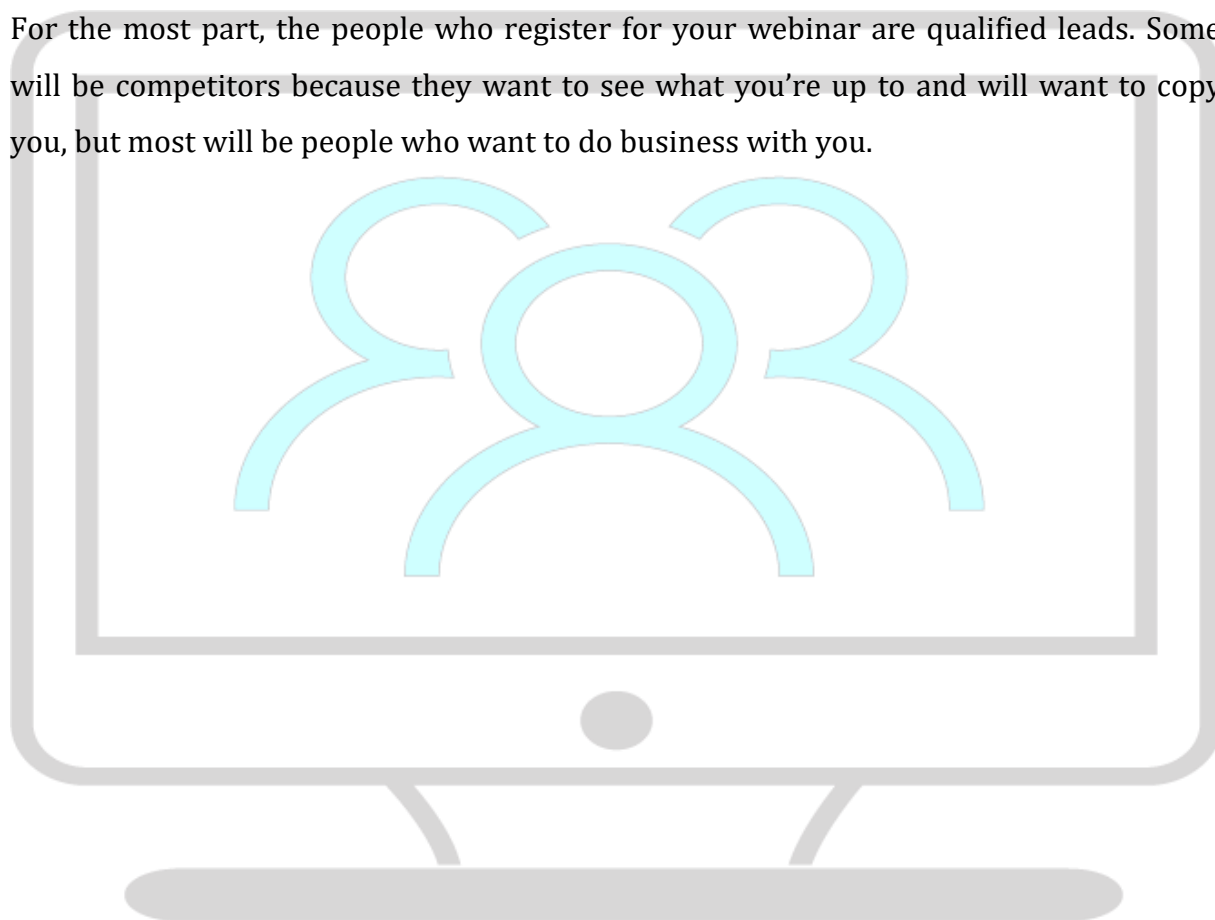 For the most part, the people who register for your webinar are qualified leads. Some
will be competitors because they want to see what you’re up to and will want to copy
you, but most will be people who want to do business with you.